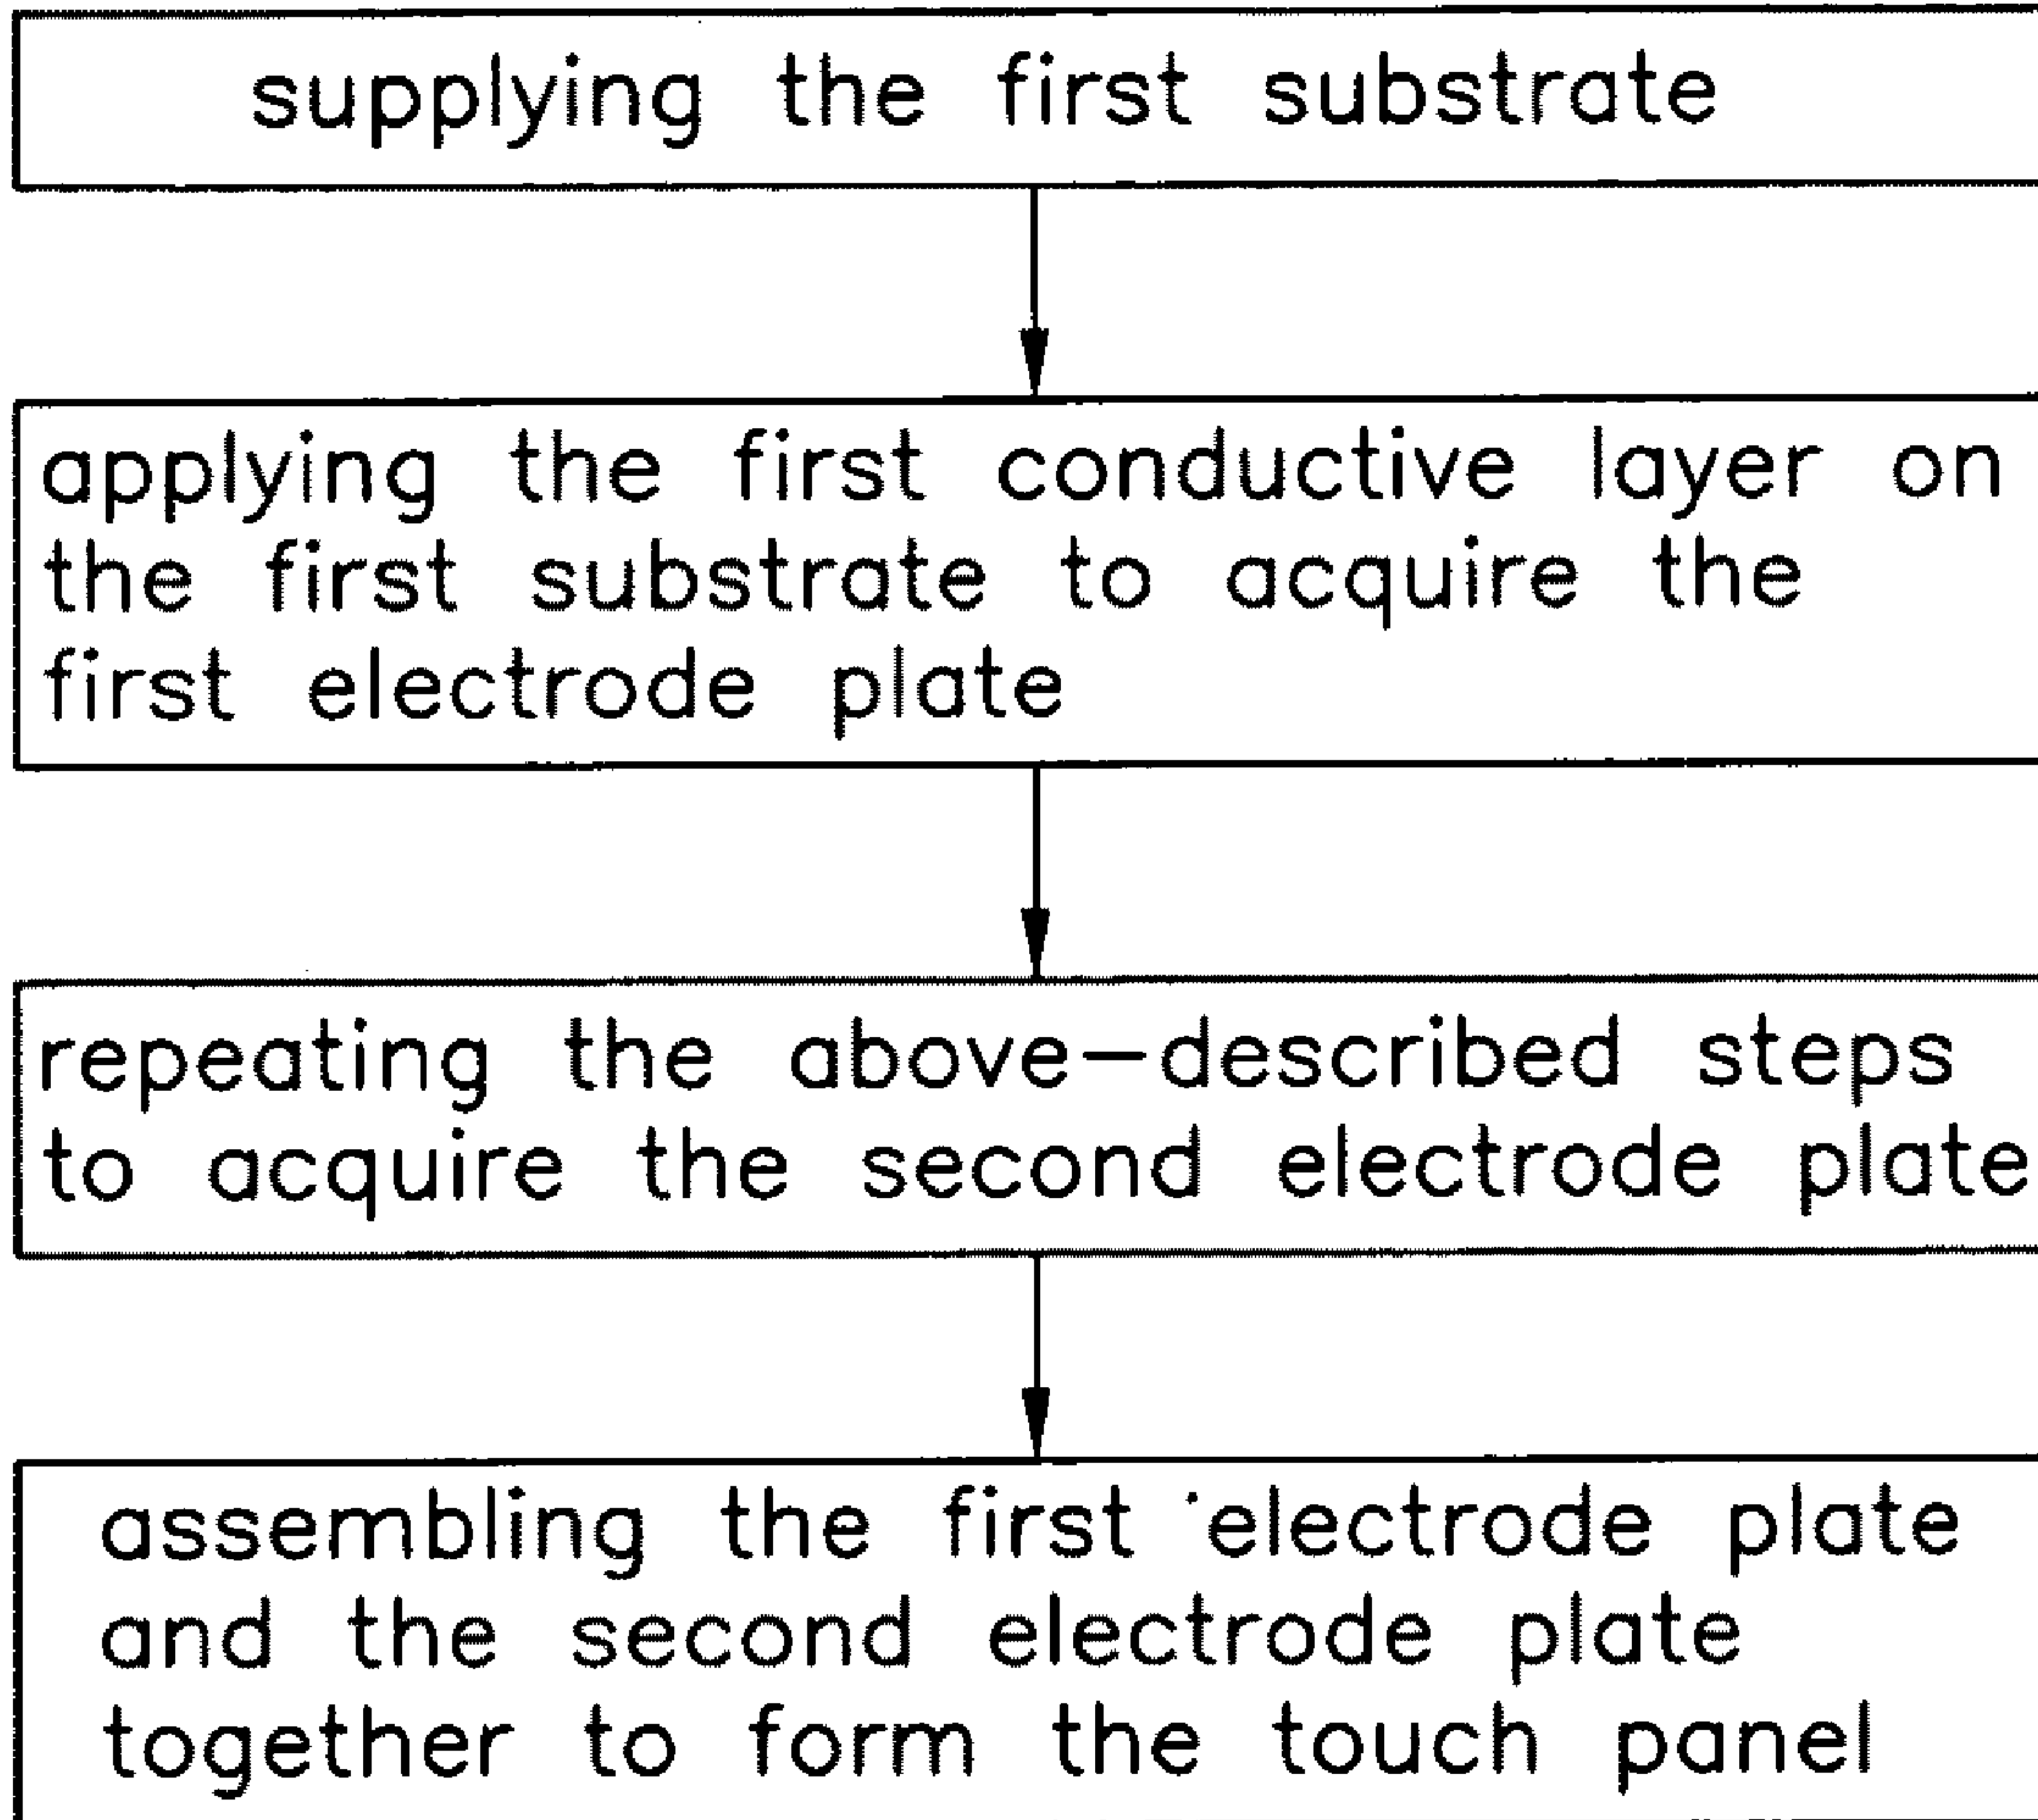 supplying the first substrate
applying the first conductive layer on
the first substrate to acquire the
first electrode plate
repeating the above-described steps
to acquire the second electrode plate
assembling the first electrode plate
and the second electrode plate
together to form the touch panel